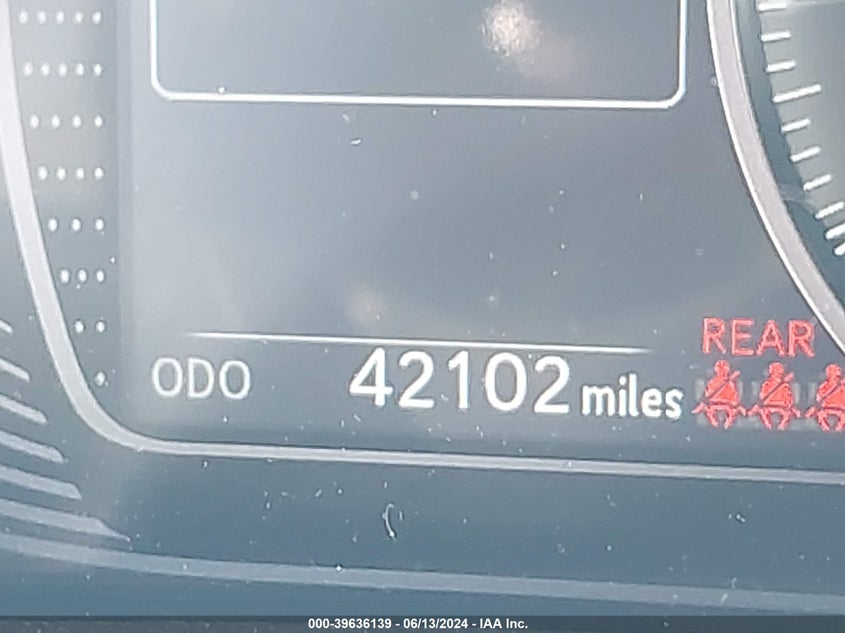 REAR
ODO 42102 miles
000-39636139 - 06/13/2024 - IAA Inc.